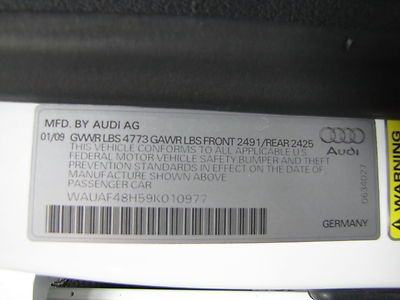 MFD. BY AUDI AG
01/09 GVWR LBS 4773 GAWR LBS FRONT 2491/REAR 2425
THIS VEHICLE CONFORMS TO ALL APPLICABLE U.S.
FEDERAL MOTOR VEHICLE SAFETY, BUMPER AND THEFT
PREVENTION STANDARDS IN EFFECT ON THE DATE OF
MANUFACTURE SHOWN ABOVE
PASSENGER CAR
WAUAF48H59K010977
Audi
GERMANY
0634027
WARNING